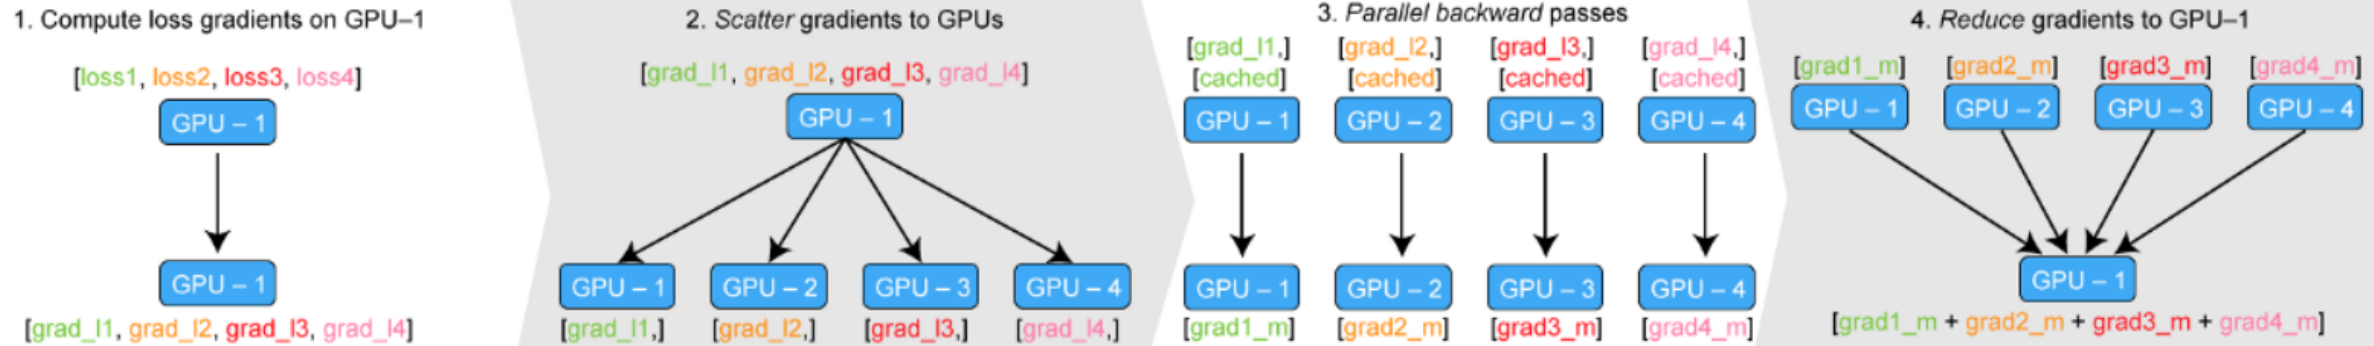 1. Compute loss gradients on GPU–1
[loss1, loss2, loss3, loss4]
GPU – 1
GPU – 1
[grad_l1, grad_l2, grad_l3, grad_l4]
2. Scatter gradients to GPUs
[grad_l1, grad_l2, grad_l3, grad_l4]
GPU – 1
GPU – 1 GPU – 2 GPU – 3 GPU – 4
[grad_l1,] [grad_l2,] [grad_l3,] [grad_l4,]
3. Parallel backward passes
[grad_l1,] [grad_l2,] [grad_l3,] [grad_l4,]
[cached] [cached] [cached] [cached]
GPU – 1 GPU – 2 GPU – 3 GPU – 4
GPU – 1 GPU – 2 GPU – 3 GPU – 4
[grad1_m] [grad2_m] [grad3_m] [grad4_m]
4. Reduce gradients to GPU–1
[grad1_m] [grad2_m] [grad3_m] [grad4_m]
GPU – 1 GPU – 2 GPU – 3 GPU – 4
GPU – 1
[grad1_m + grad2_m + grad3_m + grad4_m]